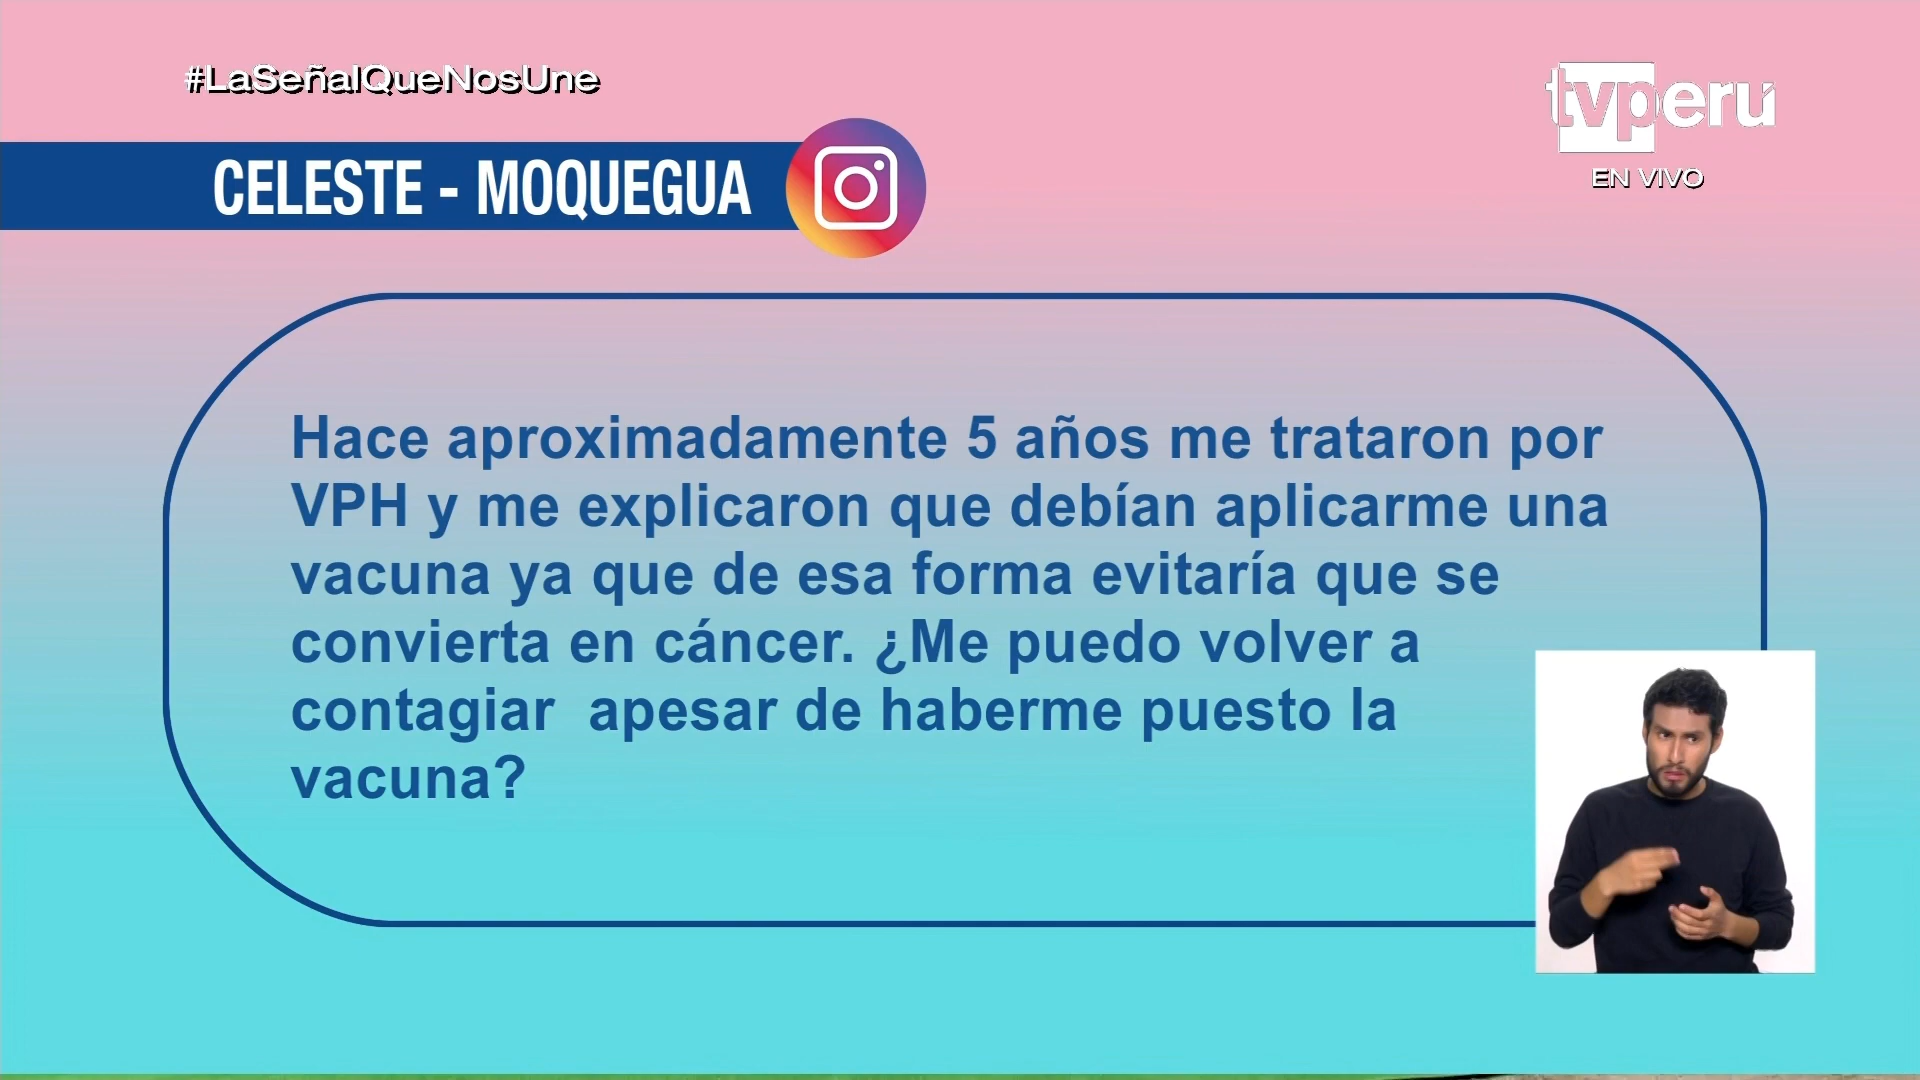 #LaSeñalQueNosUne
tvperu
EN VIVO
CELESTE - MOQUEGUA
Hace aproximadamente 5 años me trataron por
VPH y me explicaron que debían aplicarme una
vacuna ya que de esa forma evitaría que se
convierta en cáncer. ¿Me puedo volver a
contagiar  apesar de haberme puesto la
vacuna?